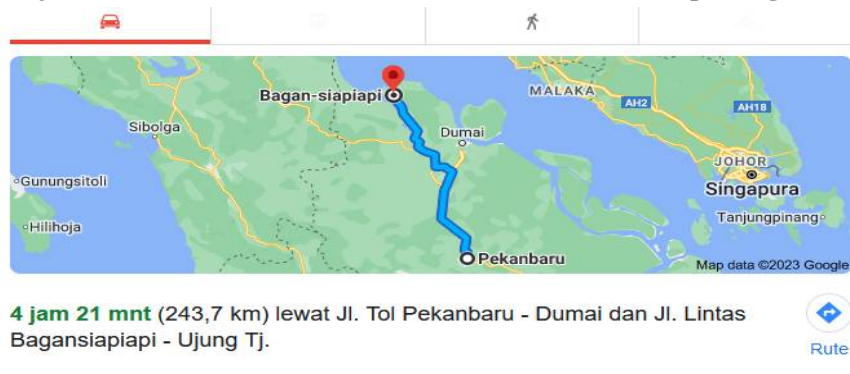 Bagan-siapiapi
MALAKA
AH2
AH18
Sibolga
Dumai
JOHOR
Gunungsitoli
Singapura
Hilihoja
Tanjungpinang
Pekanbaru
Map data ©2023 Google
4 jam 21 mnt (243,7 km) lewat Jl. Tol Pekanbaru - Dumai dan Jl. Lintas
Bagansiapiapi - Ujung Tj.
Rute